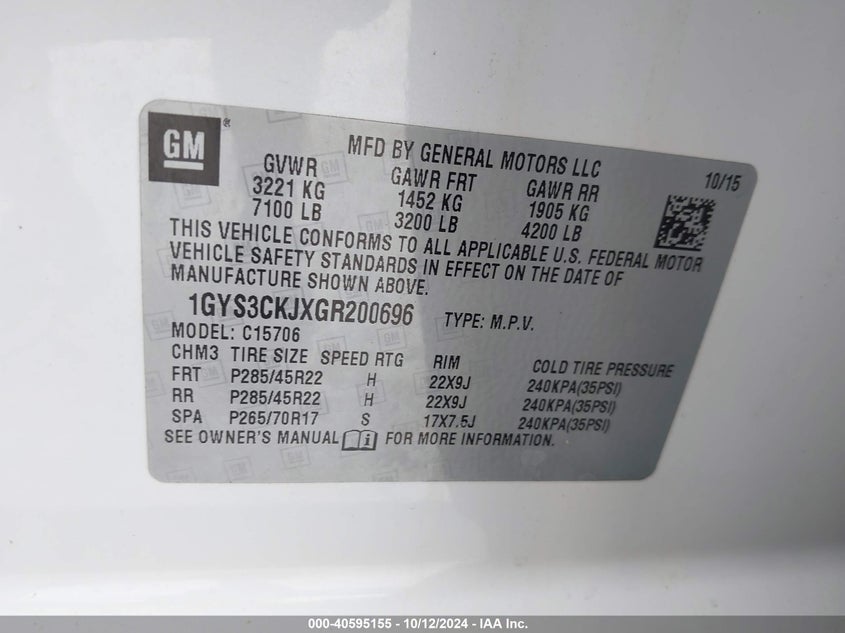 GM®
MFD BY GENERAL MOTORS LLC
10/15
GVWR GAWR FRT GAWR RR
3221 KG 1452 KG 1905 KG
7100 LB 3200 LB 4200 LB
THIS VEHICLE CONFORMS TO ALL APPLICABLE U.S. FEDERAL MOTOR
VEHICLE SAFETY STANDARDS IN EFFECT ON THE DATE OF
MANUFACTURE SHOWN ABOVE.
1GYS3CKJXGR200696 TYPE: M.P.V.
MODEL: C15706
CHM3 TIRE SIZE SPEED RTG RIM COLD TIRE PRESSURE
FRT P285/45R22 H 22X9J 240KPA(35PSI)
RR P285/45R22 H 22X9J 240KPA(35PSI)
SPA P265/70R17 S 17X7.5J 240KPA(35PSI)
SEE OWNER'S MANUAL FOR MORE INFORMATION.
000-40595155 - 10/12/2024 - IAA Inc.